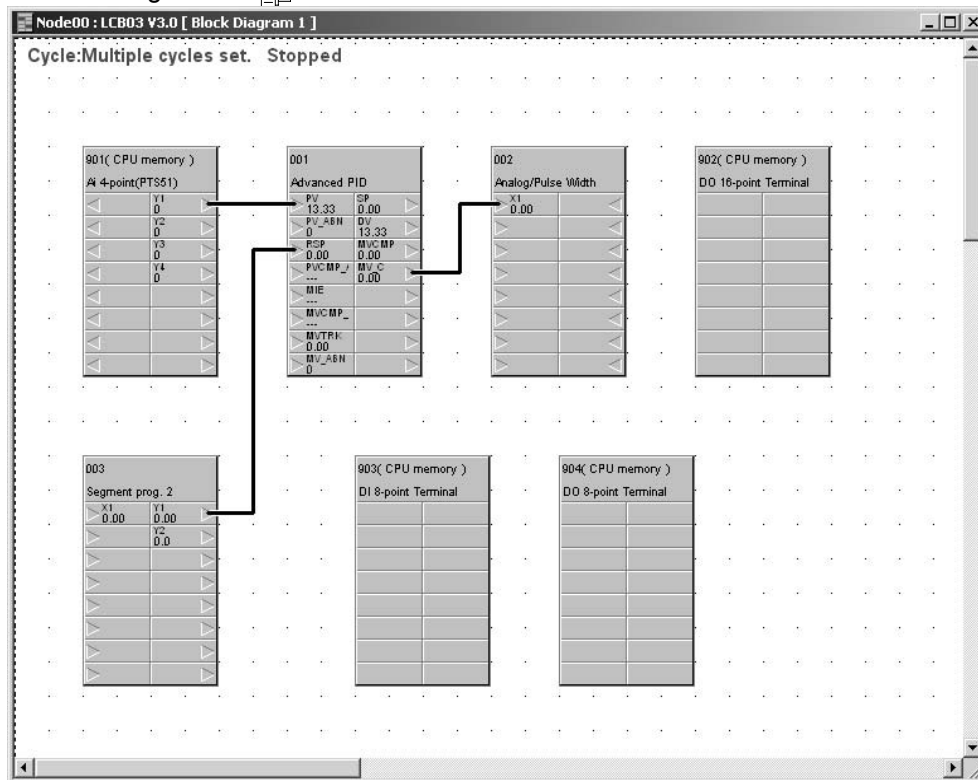 Node00 : LCB03 V3.0 [ Block Diagram 1 ]
Cycle:Multiple cycles set. Stopped
901( CPU memory )
Ai 4-point(PTS51)
Y1
0
Y2
0
Y3
0
Y4
0
001
Advanced PID
PV SP
13.33 0.00
PV_ABN DV
0 13.33
RSP MVCMP
0.00 0.00
PVCMP_/ MV_C
--- 0.00
MIE
---
MVCMP_
---
MVTRK
0.00
MV_ABN
0
002
Analog/Pulse Width
X1
0.00
902( CPU memory )
DO 16-point Terminal
003
Segment prog. 2
X1 Y1
0.00 0.00
Y2
0.0
903( CPU memory )
DI 8-point Terminal
904( CPU memory )
DO 8-point Terminal